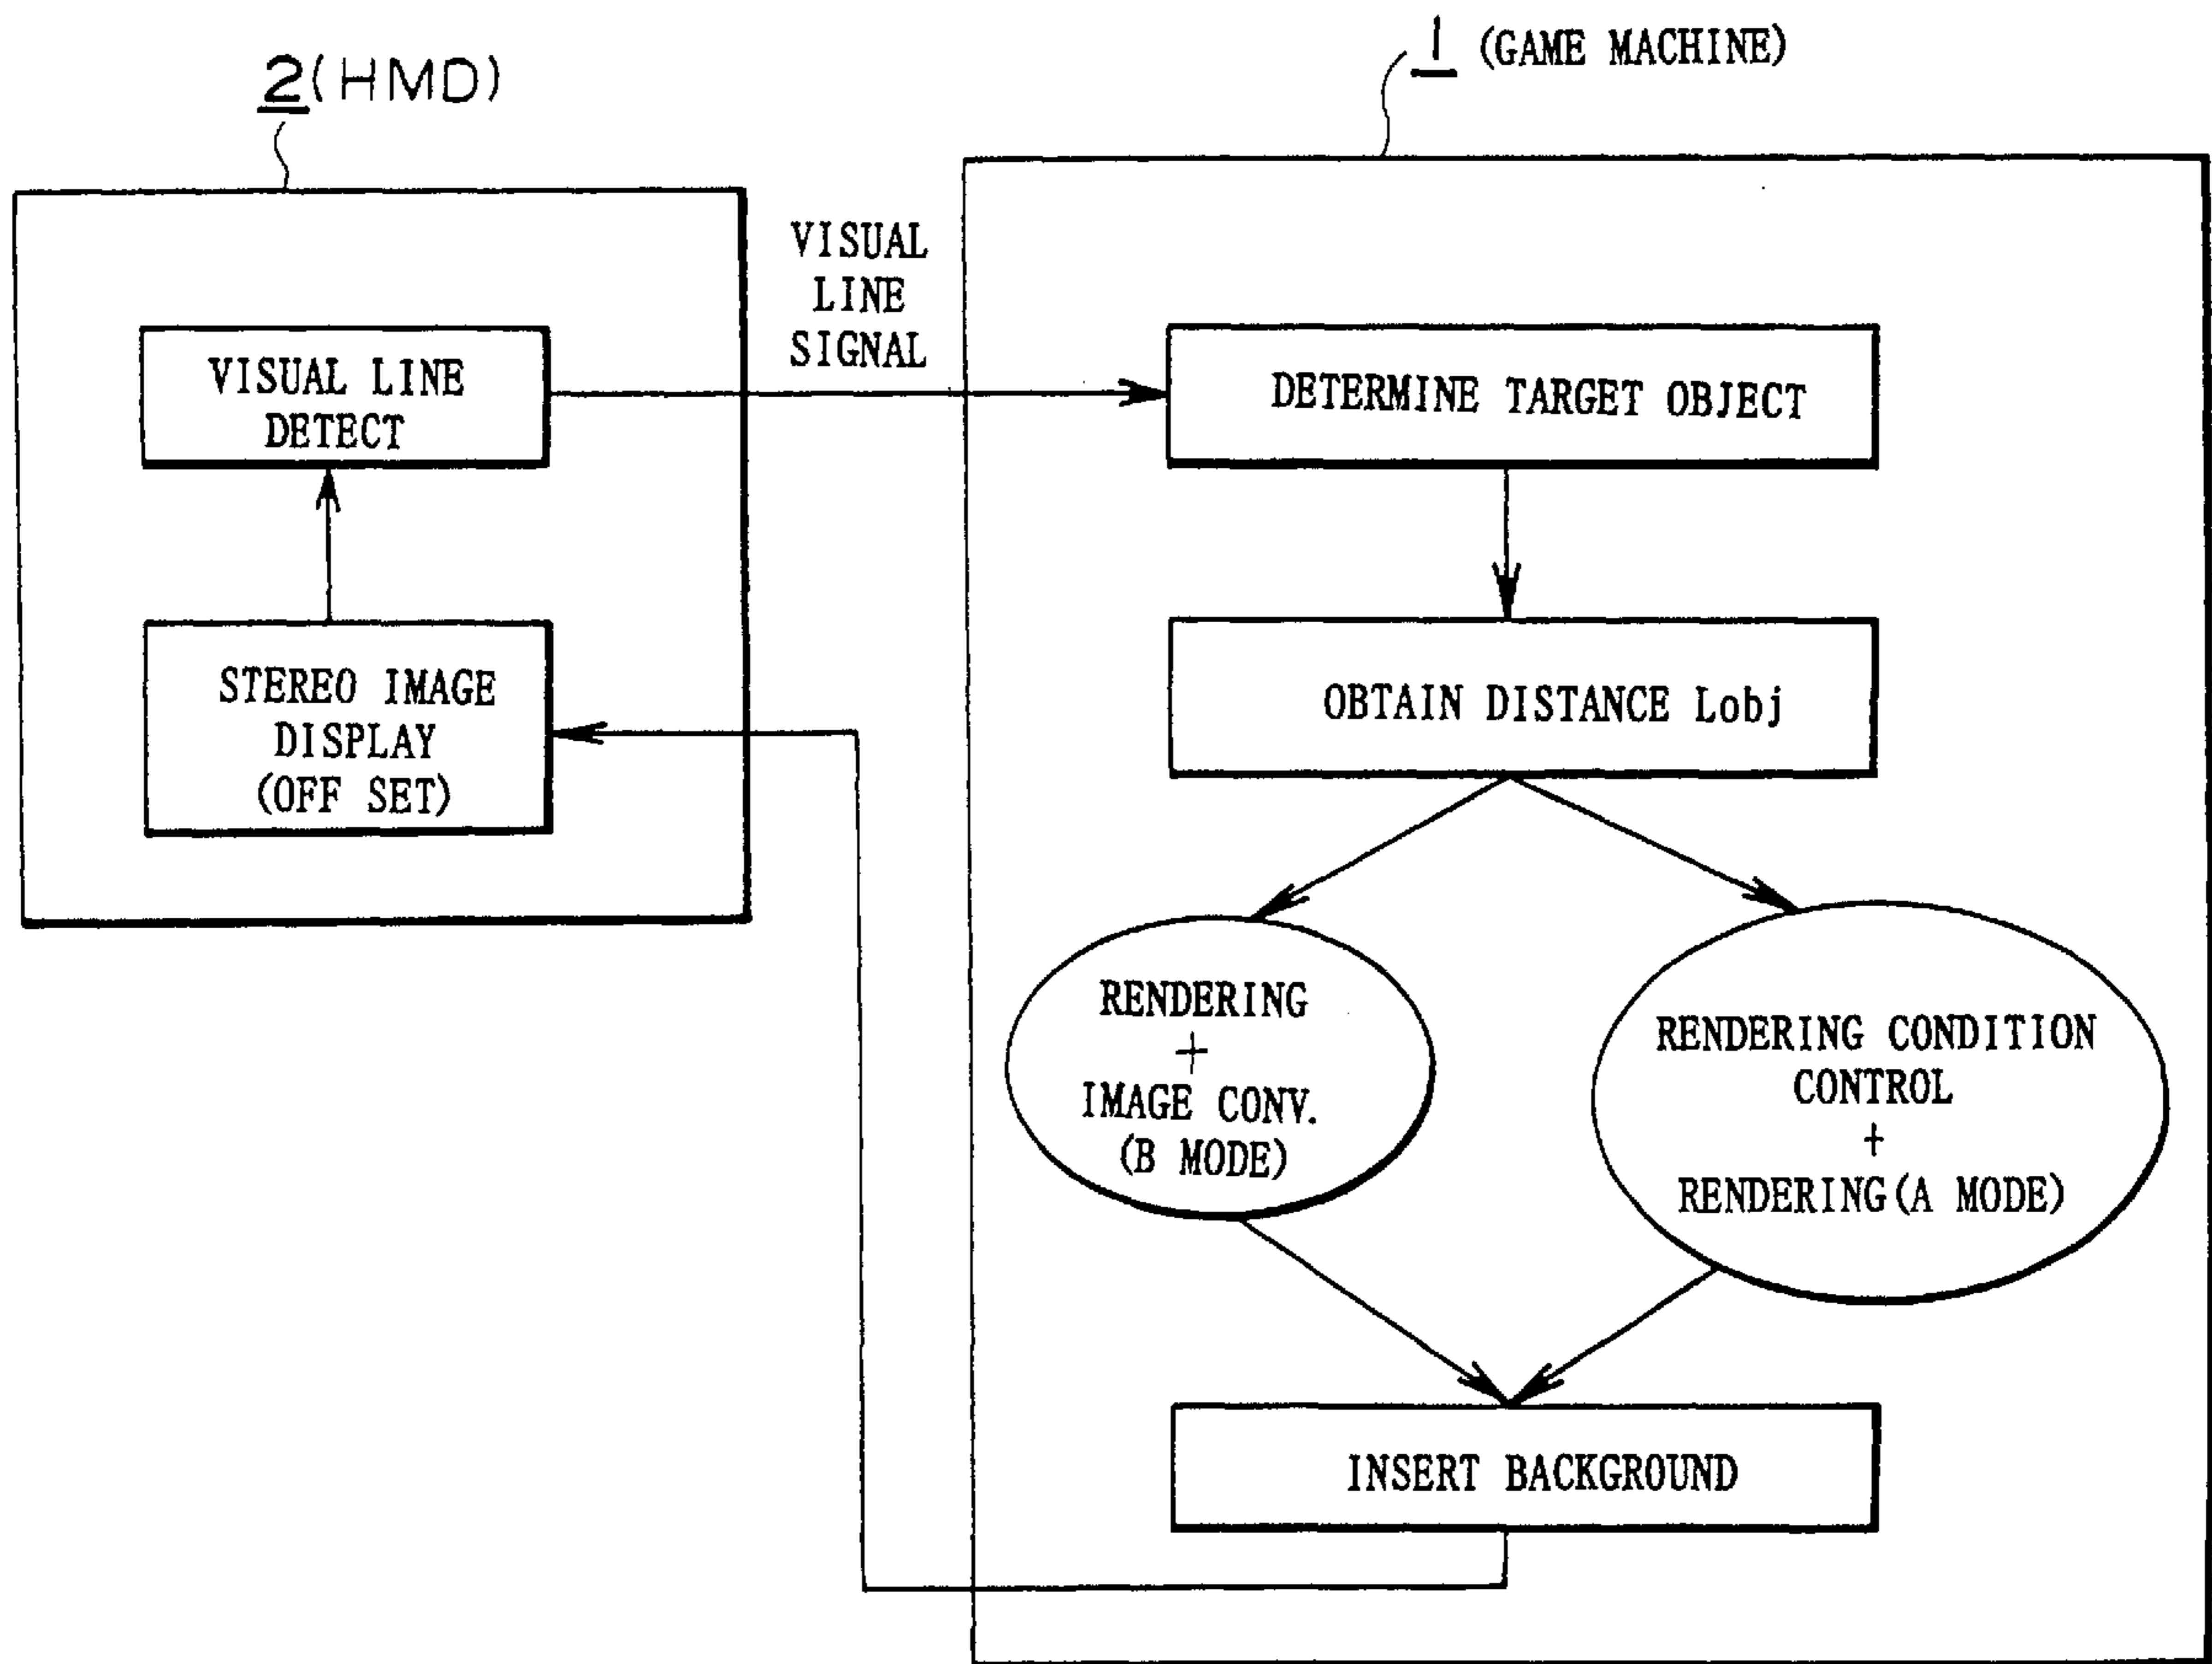 2(HMD)
1 (GAME MACHINE)
VISUAL LINE
DETECT
STEREO IMAGE
DISPLAY
(OFF SET)
VISUAL
LINE
SIGNAL
DETERMINE TARGET OBJECT
OBTAIN DISTANCE Lobj
RENDERING
+
IMAGE CONV.
(B MODE)
RENDERING CONDITION
CONTROL
+
RENDERING(A MODE)
INSERT BACKGROUND